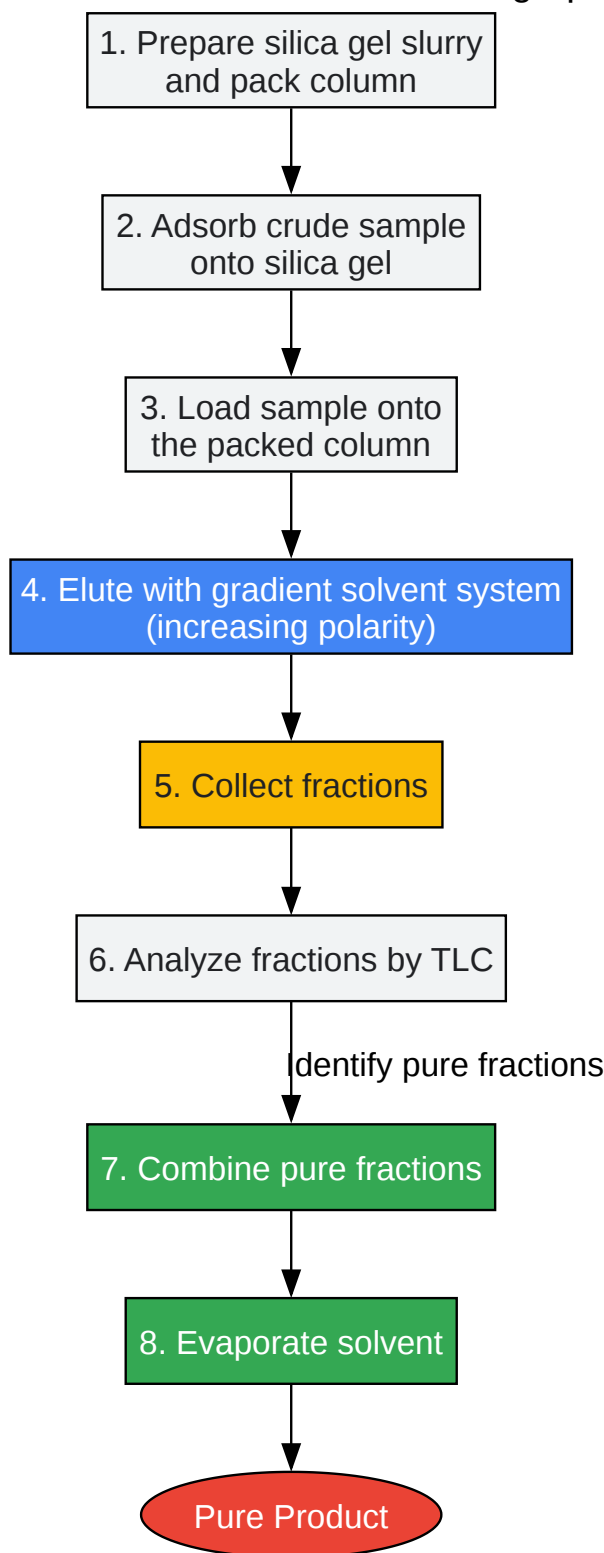 1. Prepare silica gel slurry
and pack column
2. Adsorb crude sample
onto silica gel
3. Load sample onto
the packed column
4. Elute with gradient solvent system
(increasing polarity)
5. Collect fractions
6. Analyze fractions by TLC
Identify pure fractions
7. Combine pure fractions
8. Evaporate solvent
Pure Product